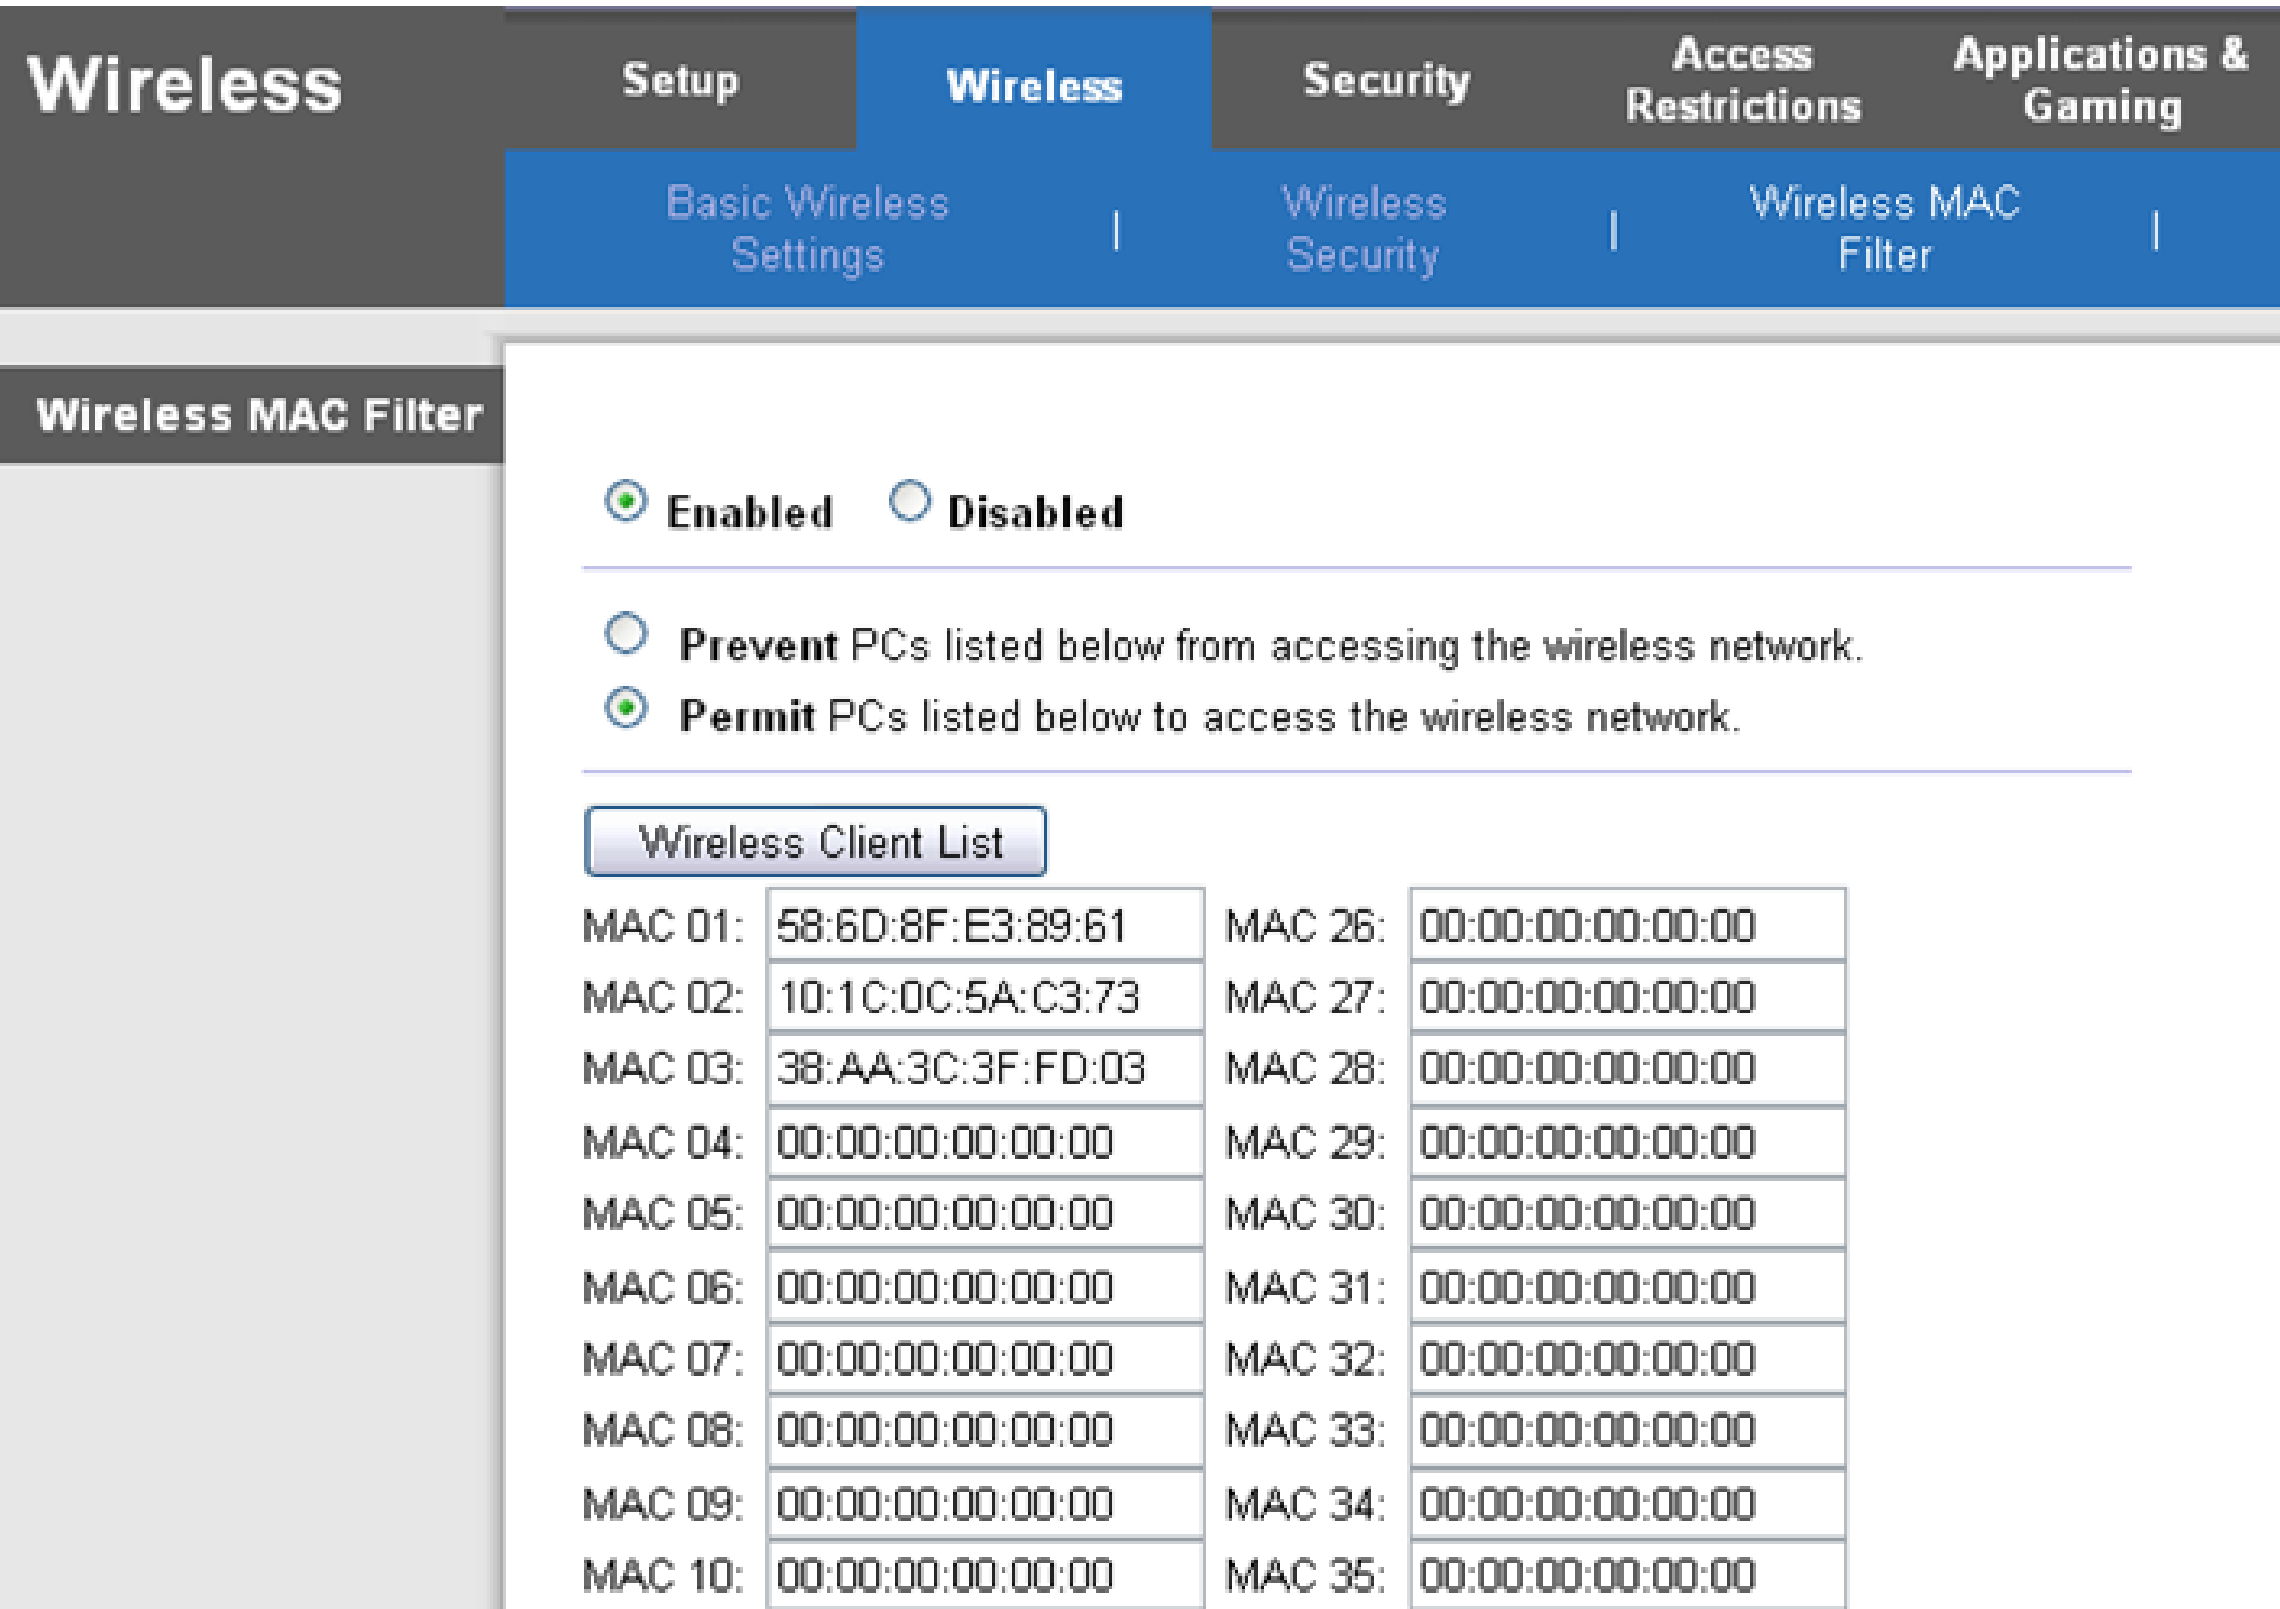 Wireless
Setup
Wireless
Security
Access
Restrictions
Applications &
Gaming
Basic Wireless
Settings
|
Wireless
Security
|
Wireless MAC
Filter
|
Wireless MAC Filter
Enabled Disabled
Prevent PCs listed below from accessing the wireless network.
Permit PCs listed below to access the wireless network.
Wireless Client List
MAC 01: 58:6D:8F:E3:89:61 MAC 26: 00:00:00:00:00:00
MAC 02: 10:1C:0C:5A:C3:73 MAC 27: 00:00:00:00:00:00
MAC 03: 38:AA:3C:3F:FD:03 MAC 28: 00:00:00:00:00:00
MAC 04: 00:00:00:00:00:00 MAC 29: 00:00:00:00:00:00
MAC 05: 00:00:00:00:00:00 MAC 30: 00:00:00:00:00:00
MAC 06: 00:00:00:00:00:00 MAC 31: 00:00:00:00:00:00
MAC 07: 00:00:00:00:00:00 MAC 32: 00:00:00:00:00:00
MAC 08: 00:00:00:00:00:00 MAC 33: 00:00:00:00:00:00
MAC 09: 00:00:00:00:00:00 MAC 34: 00:00:00:00:00:00
MAC 10: 00:00:00:00:00:00 MAC 35: 00:00:00:00:00:00